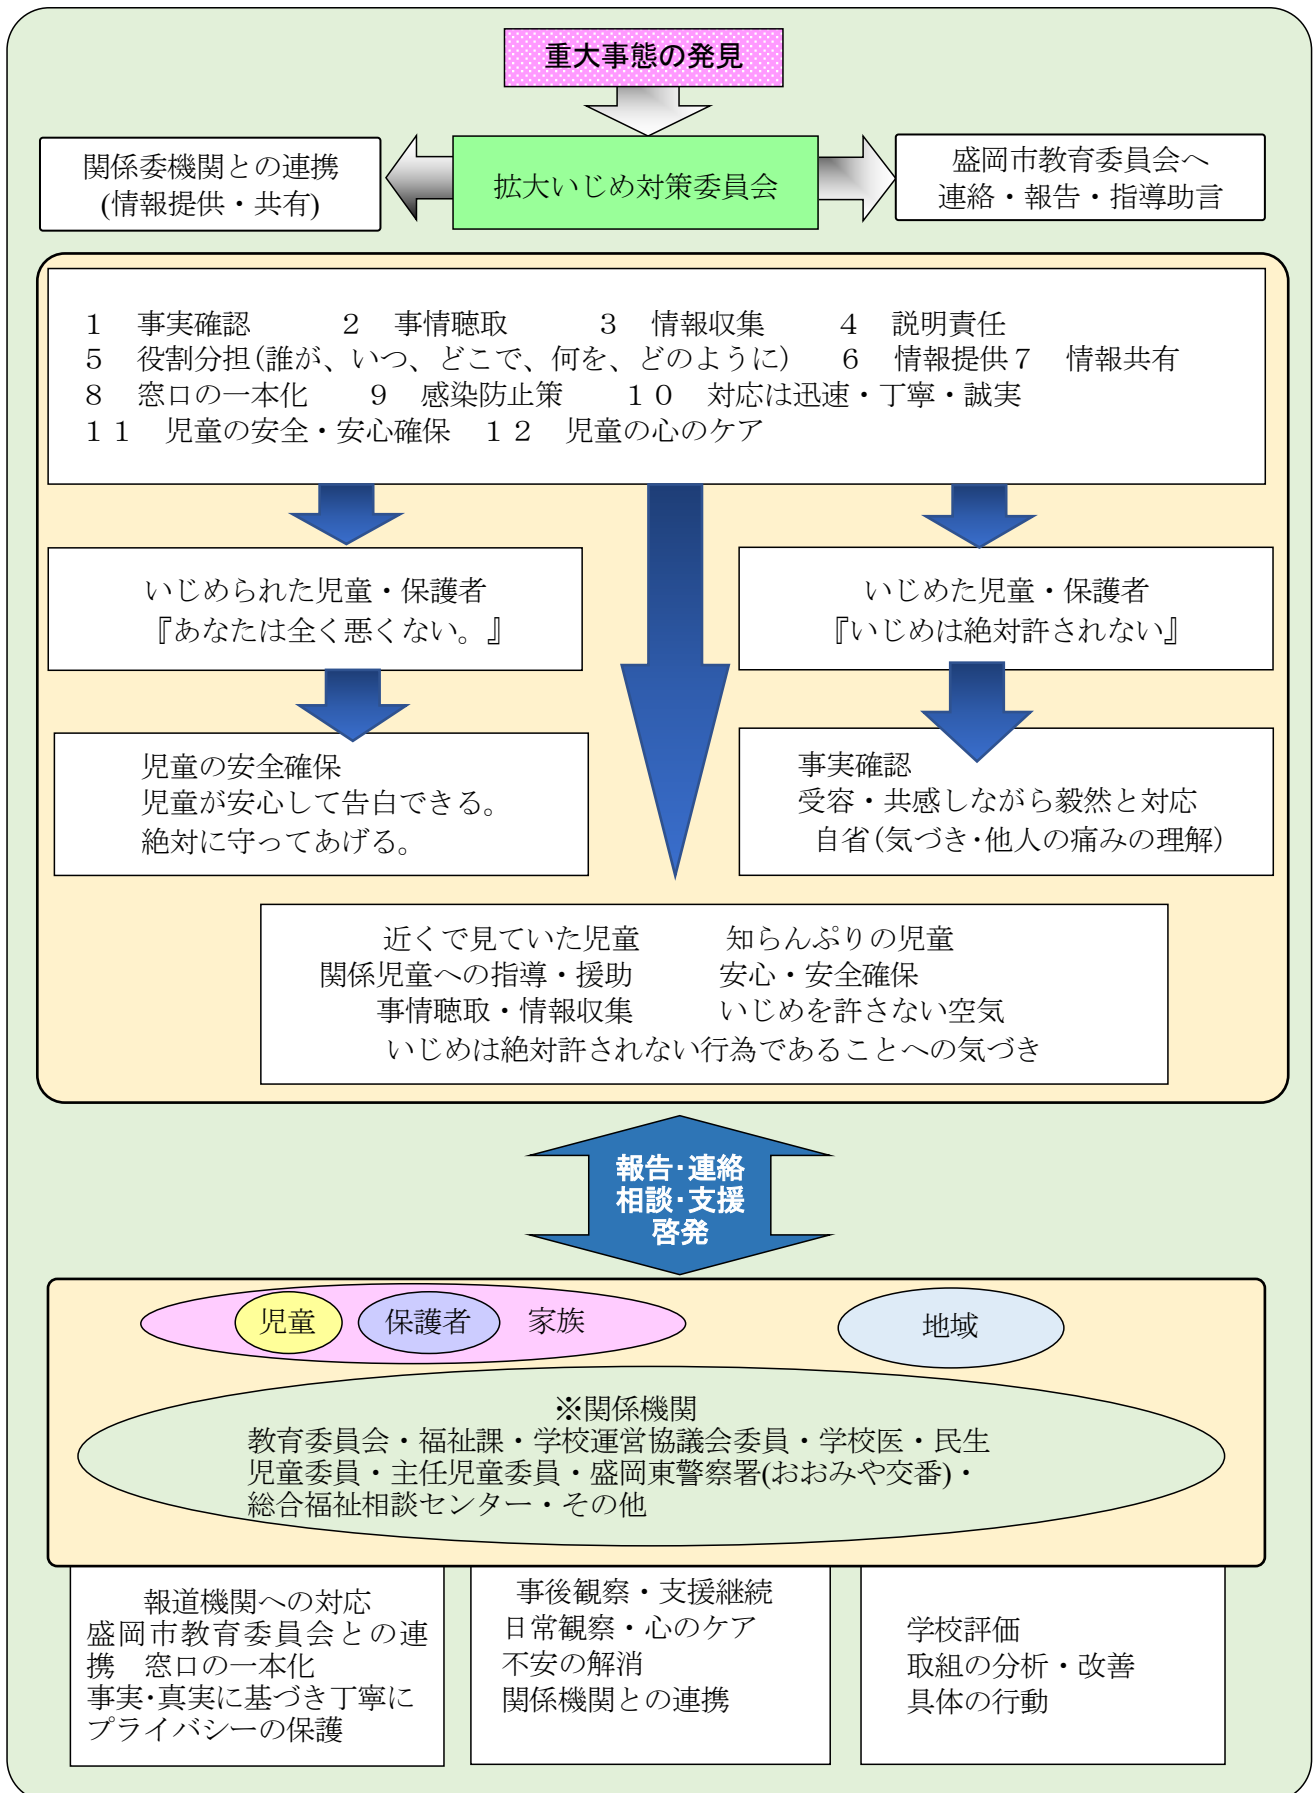 重大事態の発見
関係委機関との連携
(情報提供・共有)
拡大いじめ対策委員会
盛岡市教育委員会へ
連絡・報告・指導助言
１　事実確認　　　２　事情聴取　　　３　情報収集　　４　説明責任
５　役割分担(誰が、いつ、どこで、何を、どのように)　６　情報提供７　情報共有
８　窓口の一本化　　９　感染防止策　　１０　対応は迅速・丁寧・誠実
１１　児童の安全・安心確保　１２　児童の心のケア
いじめられた児童・保護者
『あなたは全く悪くない。』
いじめた児童・保護者
『いじめは絶対許されない』
児童の安全確保
児童が安心して告白できる。
絶対に守ってあげる。
事実確認
受容・共感しながら毅然と対応
自省(気づき・他人の痛みの理解)
近くで見ていた児童　　　知らんぷりの児童
関係児童への指導・援助　　　安心・安全確保
事情聴取・情報収集　　　いじめを許さない空気
いじめは絶対許されない行為であることへの気づき
報告・連絡
相談・支援
啓発
児童　保護者　家族　地域
※関係機関
教育委員会・福祉課・学校運営協議会委員・学校医・民生
児童委員・主任児童委員・盛岡東警察署(おおみや交番)・
総合福祉相談センター・その他
報道機関への対応
盛岡市教育委員会との連
携　窓口の一本化
事実・真実に基づき丁寧に
プライバシーの保護
事後観察・支援継続
日常観察・心のケア
不安の解消
関係機関との連携
学校評価
取組の分析・改善
具体の行動